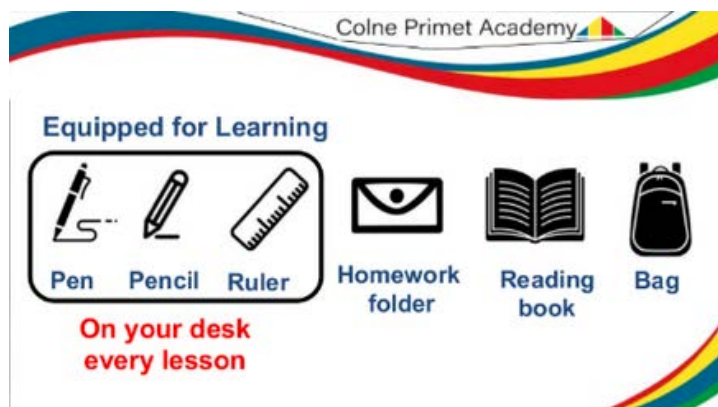 Colne Primet Academy
Equipped for Learning
Pen
Pencil
Ruler
Homework
folder
Reading
book
Bag
On your desk
every lesson